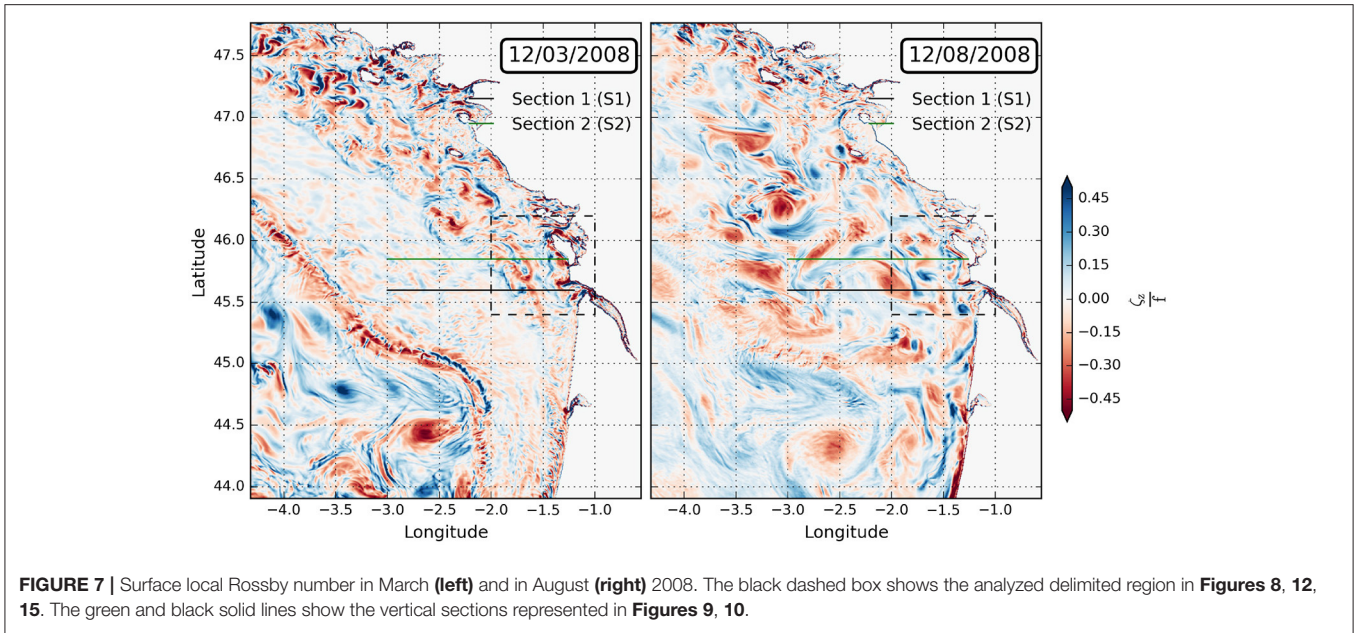 12/03/2008
12/08/2008
Section 1 (S1)
Section 2 (S2)
Section 1 (S1)
Section 2 (S2)
47.5
47.0
46.5
46.0
45.5
45.0
44.5
44.0
Latitude
−4.0 −3.5 −3.0 −2.5 −2.0 −1.5 −1.0
Longitude
−4.0 −3.5 −3.0 −2.5 −2.0 −1.5 −1.0
Longitude
0.45
0.30
0.15
0.00
−0.15
−0.30
−0.45
ζz
f
FIGURE 7 | Surface local Rossby number in March (left) and in August (right) 2008. The black dashed box shows the analyzed delimited region in Figures 8, 12,
15. The green and black solid lines show the vertical sections represented in Figures 9, 10.